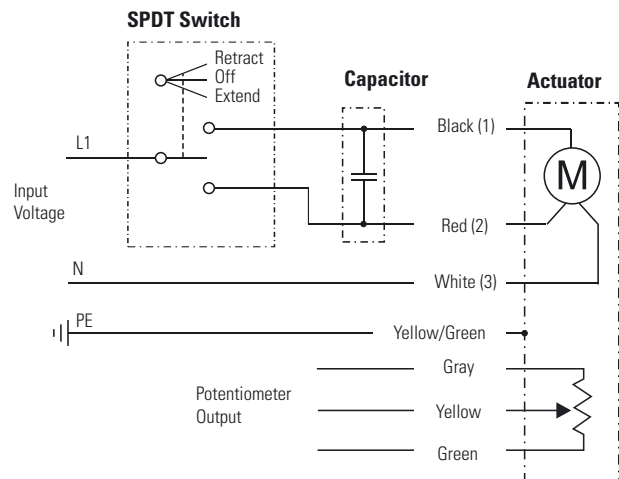 SPDT Switch
Retract
Off
Extend
Capacitor
Actuator
L1
Black (1)
M
Input
Voltage
Red (2)
N
White (3)
PE
Yellow/Green
Gray
Potentiometer
Output
Yellow
Green